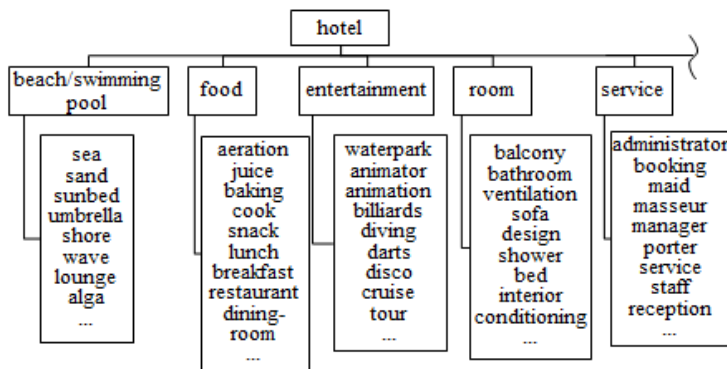 hotel
beach/swimming
pool
food
entertainment
room
service
sea
sand
sunbed
umbrella
shore
wave
lounge
alga
...
aeration
juice
baking
cook
snack
lunch
breakfast
restaurant
dining-
room
...
waterpark
animator
animation
billiards
diving
darts
disco
cruise
tour
...
balcony
bathroom
ventilation
sofa
design
shower
bed
interior
conditioning
...
administrator
booking
maid
masseur
manager
porter
service
staff
reception
...